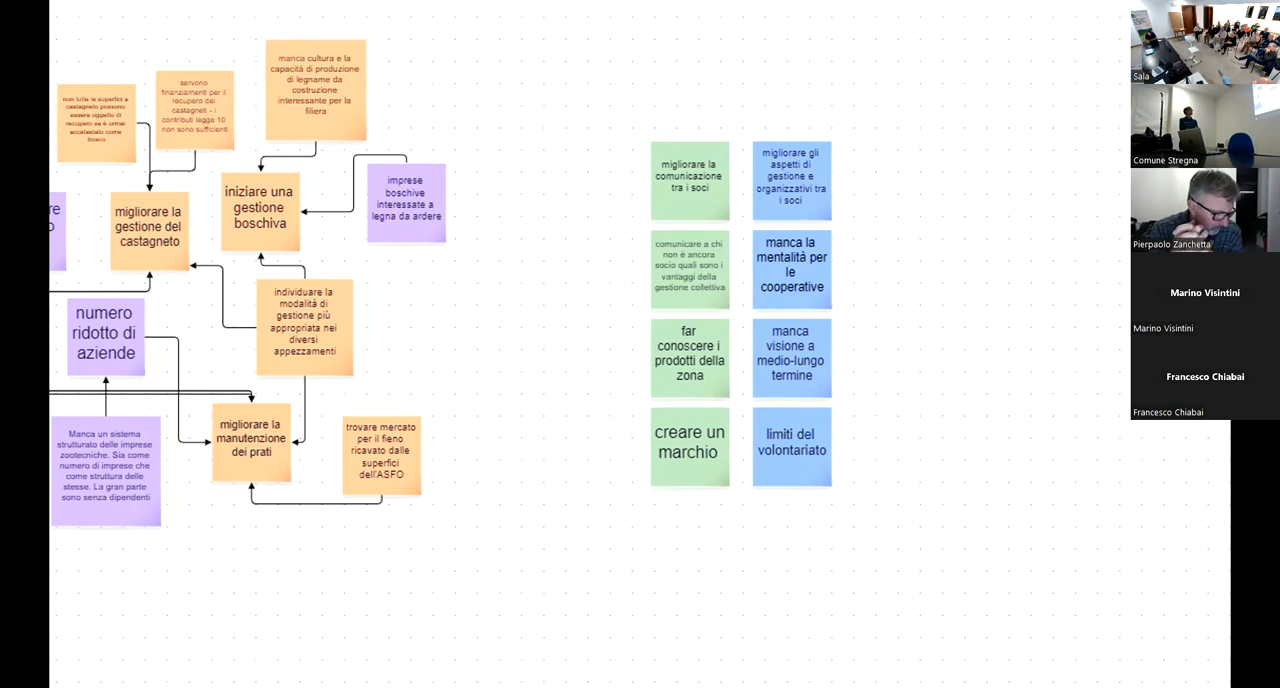 non tutte le superfici a
castagneto possono
essere oggetto di
recupero se è ormai
accatastato come
bosco
servono
finanziamenti per il
recupero dei
castagneti - i
contributi legge 10
non sono sufficienti
manca cultura e la
capacità di produzione
di legname da
costruzione
interessante per la
filiera
re
o
migliorare la
gestione del
castagneto
iniziare una
gestione
boschiva
imprese
boschive
interessate a
legna da ardere
numero
ridotto di
aziende
individuare la
modalità di
gestione più
appropriata nei
diversi
appezzamenti
Manca un sistema
strutturato delle imprese
zootecniche. Sia come
numero di imprese che
come struttura delle
stesse. La gran parte
sono senza dipendenti
migliorare la
manutenzione
dei prati
trovare mercato
per il fieno
ricavato dalle
superfici
dell'ASFO
migliorare la
comunicazione
tra i soci
migliorare gli
aspetti di
gestione e
organizzativi tra
i soci
comunicare a chi
non è ancora
socio quali sono i
vantaggi della
gestione collettiva
manca la
mentalità per
le
cooperative
far
conoscere i
prodotti della
zona
manca
visione a
medio-lungo
termine
creare un
marchio
limiti del
volontariato
Sala
Comune Stregna
Pierpaolo Zanchetta
Marino Visintini
Marino Visintini
Francesco Chiabai
Francesco Chiabai